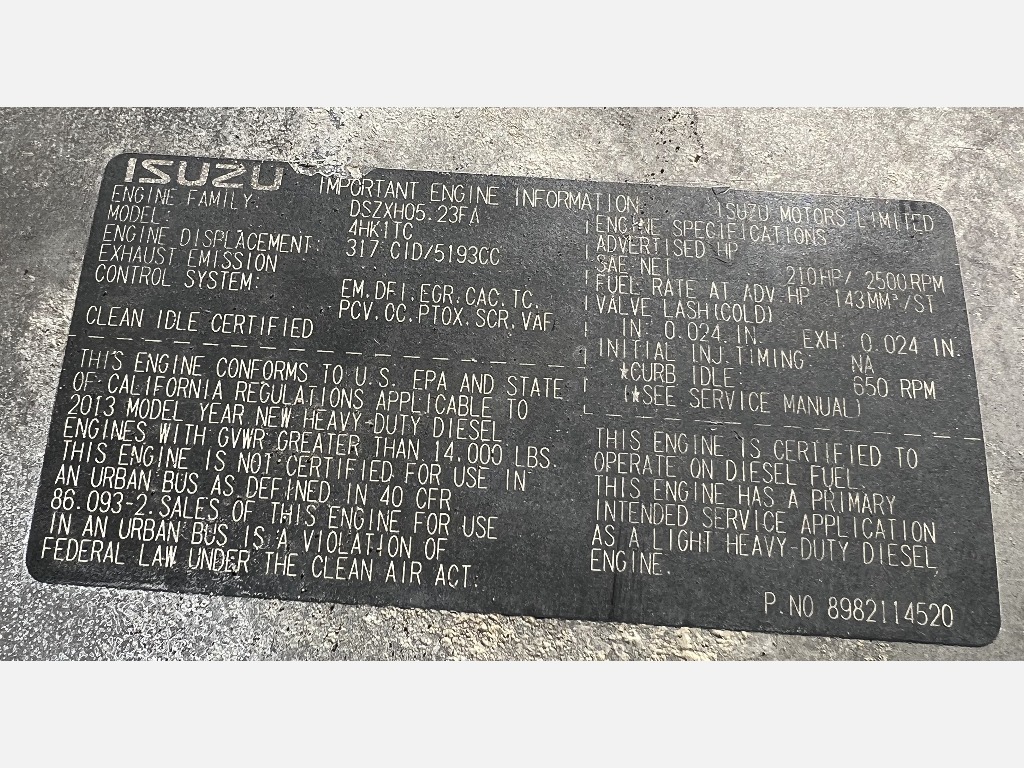 ISUZU IMPORTANT ENGINE INFORMATION. ISUZU MOTORS LIMITED
ENGINE FAMILY: DSZXH05.23FA
MODEL: 4HK1TC
ENGINE DISPLACEMENT: 317 CID/5193CC
EXHAUST EMISSION
CONTROL SYSTEM: EM.DFI.EGR.CAC.TC.
PCV.OC.PTOX.SCR.VAF
CLEAN IDLE CERTIFIED
THIS ENGINE CONFORMS TO U.S. EPA AND STATE
OF CALIFORNIA REGULATIONS APPLICABLE TO
2013 MODEL YEAR NEW HEAVY-DUTY DIESEL
ENGINES WITH GVWR GREATER THAN 14.000 LBS.
THIS ENGINE IS NOT CERTIFIED FOR USE IN
AN URBAN BUS AS DEFINED IN 40 CFR
86.093-2.SALES OF THIS ENGINE FOR USE
IN AN URBAN BUS IS A VIOLATION OF
FEDERAL LAW UNDER THE CLEAN AIR ACT.
ENGINE SPECIFICATIONS
ADVERTISED HP
SAE NET 210HP/ 2500RPM
FUEL RATE AT ADV HP 143MM³/ST
VALVE LASH(COLD)
IN: 0.024 IN. EXH: 0.024 IN.
INITIAL INJ.TIMING: NA
*CURB IDLE: 650 RPM
(*SEE SERVICE MANUAL)
THIS ENGINE IS CERTIFIED TO
OPERATE ON DIESEL FUEL.
THIS ENGINE HAS A PRIMARY
INTENDED SERVICE APPLICATION
AS A LIGHT HEAVY-DUTY DIESEL
ENGINE.
P.NO 8982114520